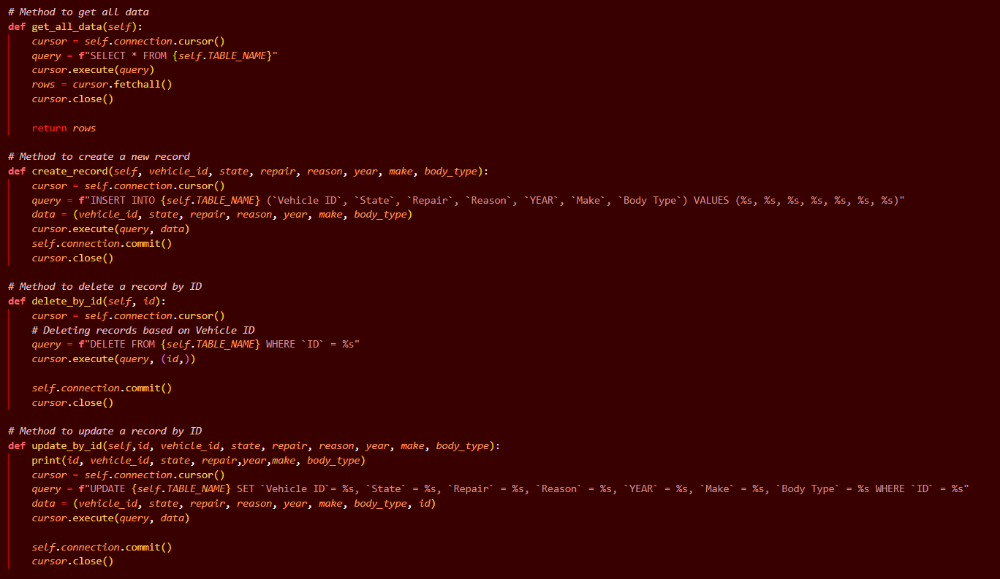 # Method to get all data
def get_all_data(self):
    cursor = self.connection.cursor()
    query = f"SELECT * FROM {self.TABLE_NAME}"
    cursor.execute(query)
    rows = cursor.fetchall()
    cursor.close()

    return rows

# Method to create a new record
def create_record(self, vehicle_id, state, repair, reason, year, make, body_type):
    cursor = self.connection.cursor()
    query = f"INSERT INTO {self.TABLE_NAME} (`Vehicle ID`, `State`, `Repair`, `Reason`, `YEAR`, `Make`, `Body Type`) VALUES (%s, %s, %s, %s, %s, %s, %s)"
    data = (vehicle_id, state, repair, reason, year, make, body_type)
    cursor.execute(query, data)
    self.connection.commit()
    cursor.close()

# Method to delete a record by ID
def delete_by_id(self, id):
    cursor = self.connection.cursor()
    # Deleting records based on Vehicle ID
    query = f"DELETE FROM {self.TABLE_NAME} WHERE `ID` = %s"
    cursor.execute(query, (id,))

    self.connection.commit()
    cursor.close()

# Method to update a record by ID
def update_by_id(self,id, vehicle_id, state, repair, reason, year, make, body_type):
    print(id, vehicle_id, state, repair,year,make, body_type)
    cursor = self.connection.cursor()
    query = f"UPDATE {self.TABLE_NAME} SET `Vehicle ID`= %s, `State` = %s, `Repair` = %s, `Reason` = %s, `YEAR` = %s, `Make` = %s, `Body Type` = %s WHERE `ID` = %s"
    data = (vehicle_id, state, repair, reason, year, make, body_type, id)
    cursor.execute(query, data)

    self.connection.commit()
    cursor.close()